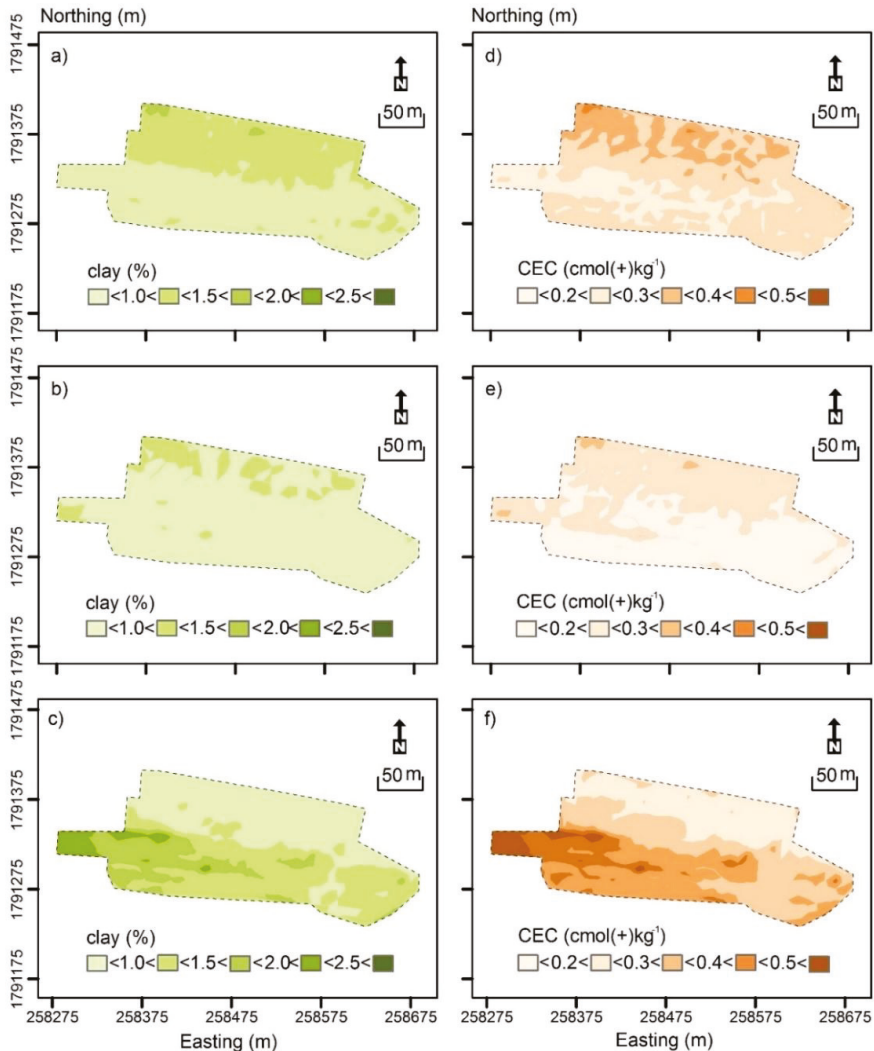 Northing (m)
1791475
1791375
1791275
1791175
a)
N
50 m
clay (%)
<1.0< <1.5< <2.0< <2.5<
d)
N
50 m
CEC (cmol(+)kg⁻¹
<0.2< <0.3< <0.4< <0.5<
1791475
1791375
1791275
1791175
b)
N
50 m
clay (%)
<1.0< <1.5< <2.0< <2.5<
e)
N
50 m
CEC (cmol(+)kg⁻¹
<0.2< <0.3< <0.4< <0.5<
1791475
1791375
1791275
1791175
c)
N
50 m
clay (%)
<1.0< <1.5< <2.0< <2.5<
f)
N
50 m
CEC (cmol(+)kg⁻¹
<0.2< <0.3< <0.4< <0.5<
258275 258375 258475 258575 258675
Easting (m)
258275 258375 258475 258575 258675
Easting (m)